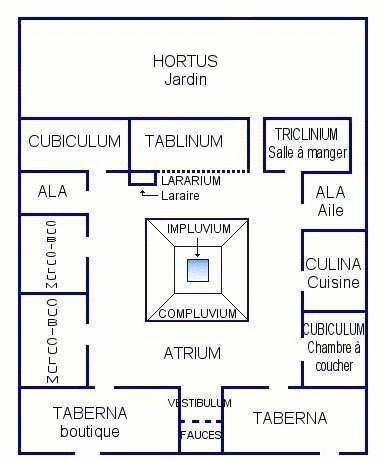 HORTUS
Jardin
CUBICULUM
TABLINUM
TRICLINIUM
Salle à manger
LARARIUM
Laraire
ALA
ALA
Aile
CUBICULUM
IMPLUVIUM
COMPLUVIUM
CULINA
Cuisine
CUBICULUM
CUBICULUM
Chambre à
coucher
ATRIUM
TABERNA
boutique
VESTIBULUM
FAUCES
TABERNA